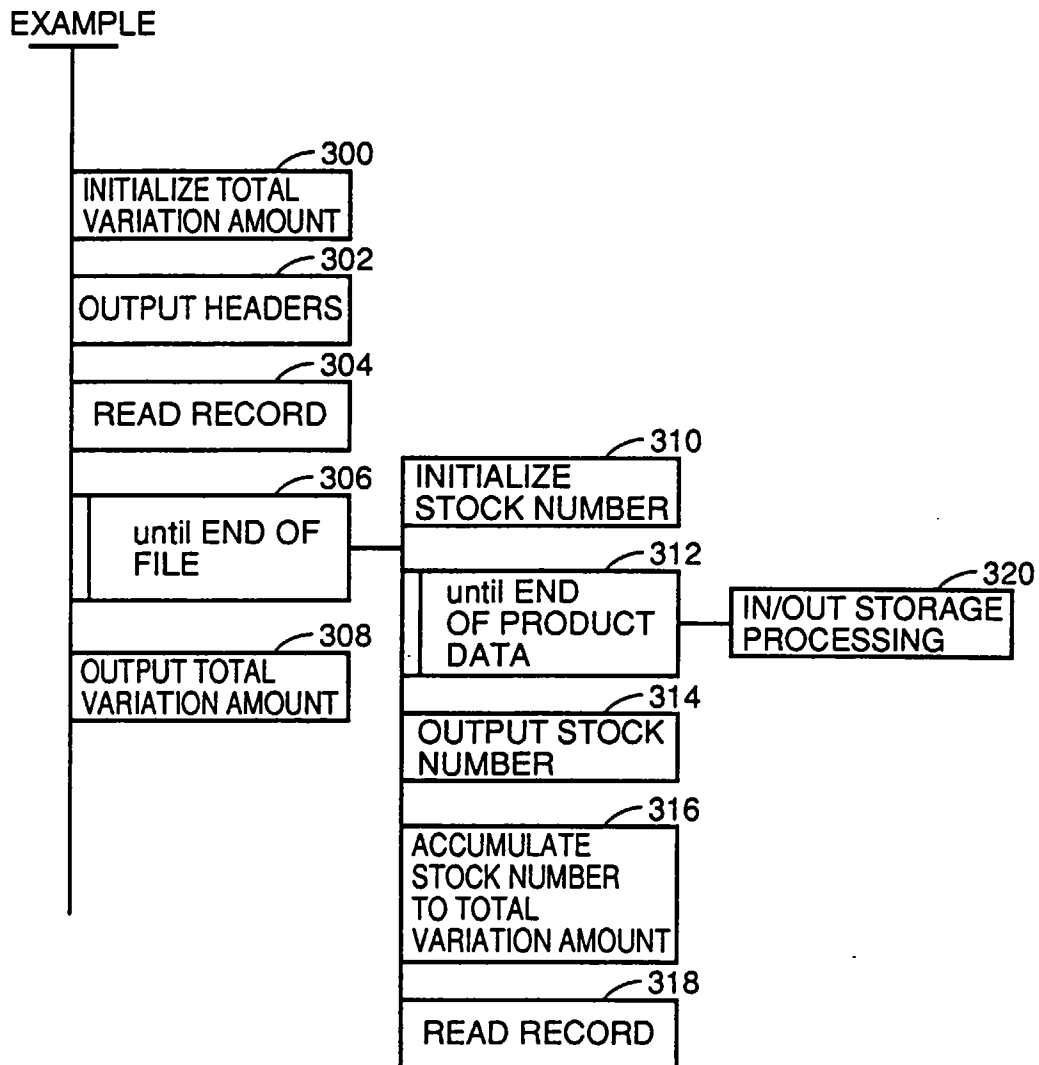 EXAMPLE
300
INITIALIZE TOTAL
VARIATION AMOUNT
302
OUTPUT HEADERS
304
READ RECORD
306
until END OF
FILE
308
OUTPUT TOTAL
VARIATION AMOUNT
310
INITIALIZE
STOCK NUMBER
312
until END
OF PRODUCT
DATA
314
OUTPUT STOCK
NUMBER
316
ACCUMULATE
STOCK NUMBER
TO TOTAL
VARIATION AMOUNT
318
READ RECORD
320
IN/OUT STORAGE
PROCESSING